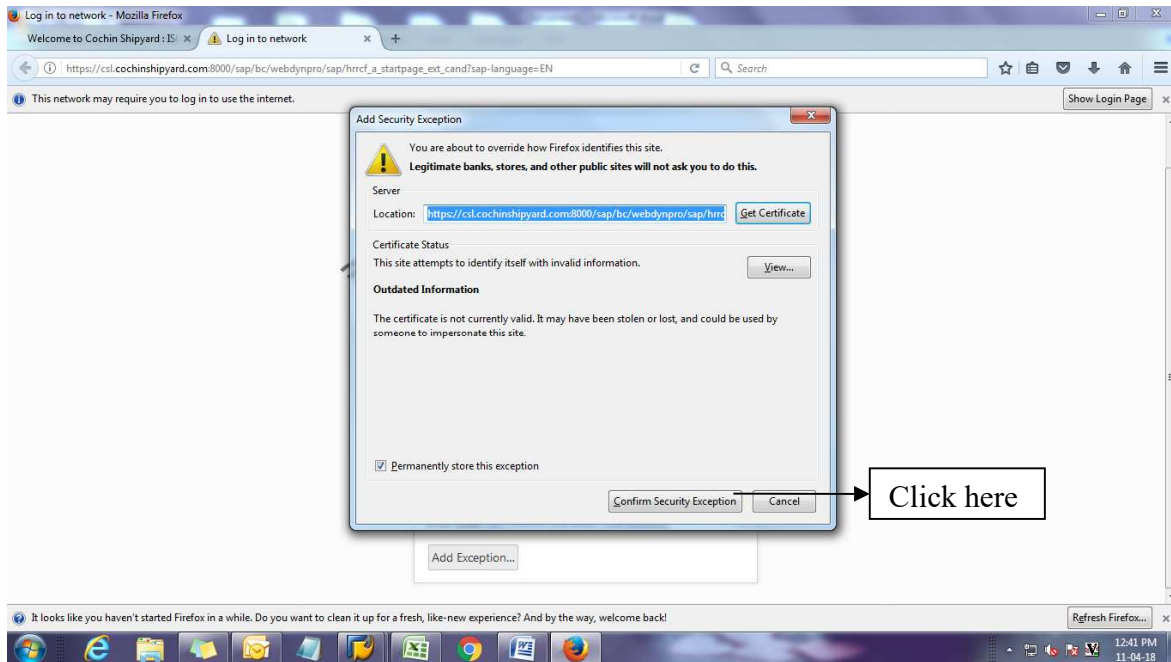 Log in to network - Mozilla Firefox
Welcome to Cochin Shipyard : IS
Log in to network
https://csl.cochinshipyard.com:8000/sap/bc/webdynpro/sap/hrrcf_a_startpage_ext_cand?sap-language=EN
Search
This network may require you to log in to use the internet.
Show Login Page
Add Security Exception
You are about to override how Firefox identifies this site.
Legitimate banks, stores, and other public sites will not ask you to do this.
Server
Location: https://csl.cochinshipyard.com:8000/sap/bc/webdynpro/sap/hrrc Get Certificate
Certificate Status
This site attempts to identify itself with invalid information.
View...
Outdated Information
The certificate is not currently valid. It may have been stolen or lost, and could be used by
someone to impersonate this site.
Permanently store this exception
Confirm Security Exception Cancel
Click here
Add Exception...
It looks like you haven't started Firefox in a while. Do you want to clean it up for a fresh, like-new experience? And by the way, welcome back!
Refresh Firefox...
12:41 PM
11-04-18